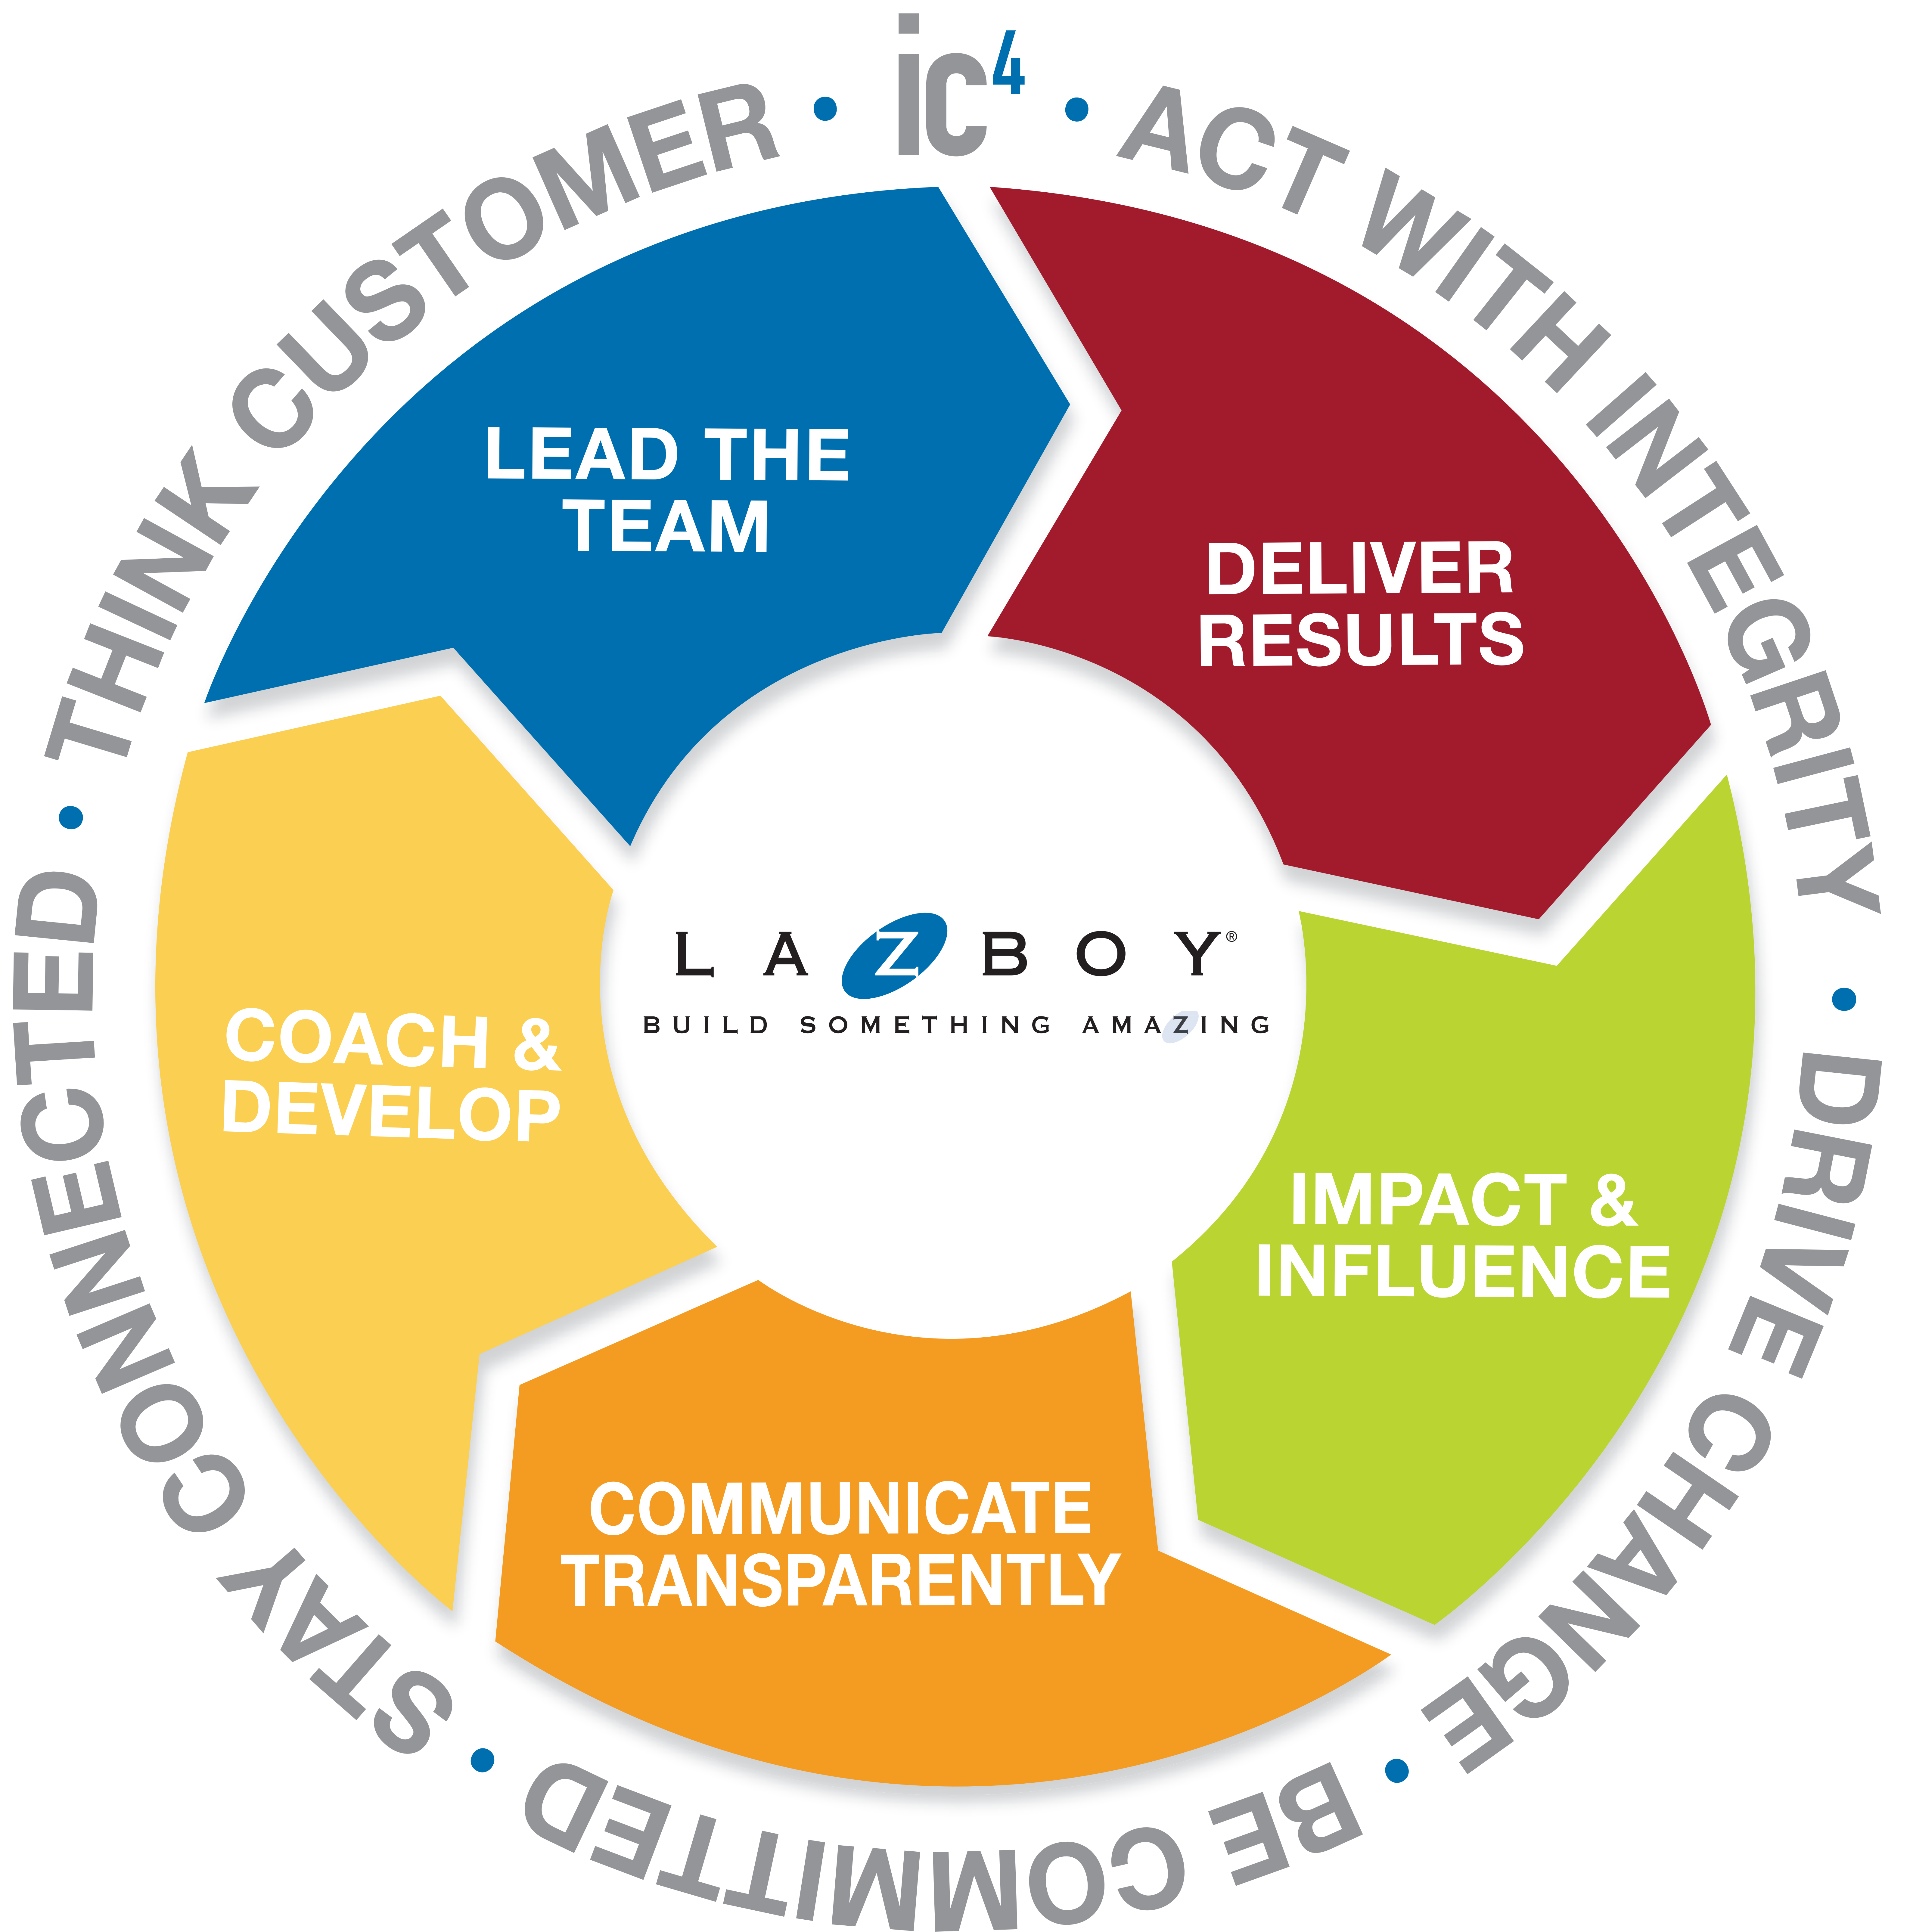 ic⁴ • ACT WITH INTEGRITY • DRIVE CHANGE • BE COMMITTED • STAY CONNECTED • THINK CUSTOMER •
LEAD THE
TEAM
DELIVER
RESULTS
IMPACT &
INFLUENCE
COMMUNICATE
TRANSPARENTLY
COACH &
DEVELOP
LAZBOY®
BUILD SOMETHING AMAZING